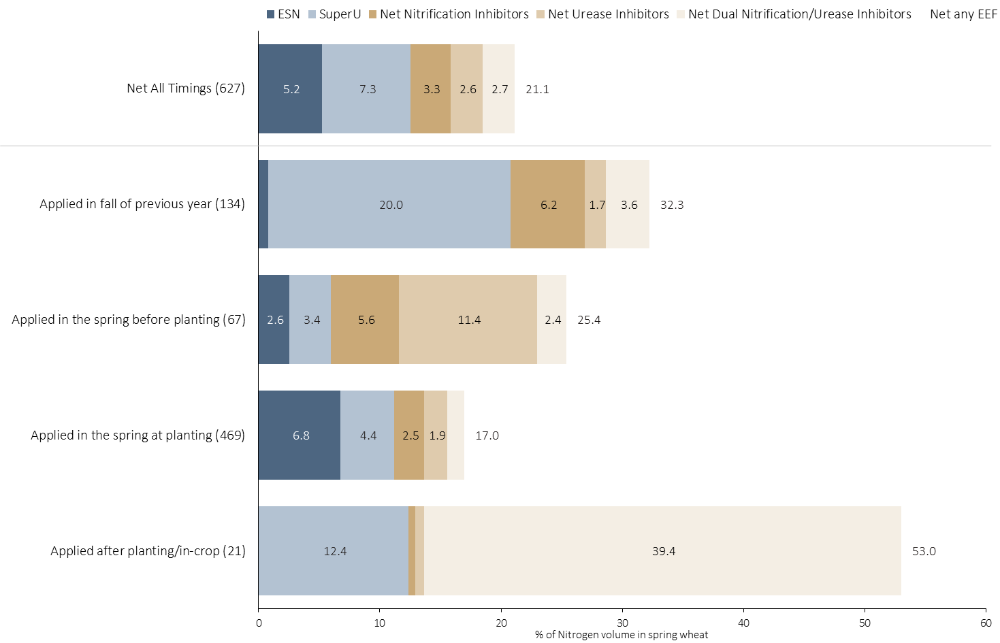 ESN SuperU Net Nitrification Inhibitors Net Urease Inhibitors Net Dual Nitrification/Urease Inhibitors Net any EEF
Net All Timings (627) 5.2 7.3 3.3 2.6 2.7 21.1
Applied in fall of previous year (134) 20.0 6.2 1.7 3.6 32.3
Applied in the spring before planting (67) 2.6 3.4 5.6 11.4 2.4 25.4
Applied in the spring at planting (469) 6.8 4.4 2.5 1.9 17.0
Applied after planting/in-crop (21) 12.4 39.4 53.0
0 10 20 30 40 50 60
% of Nitrogen volume in spring wheat